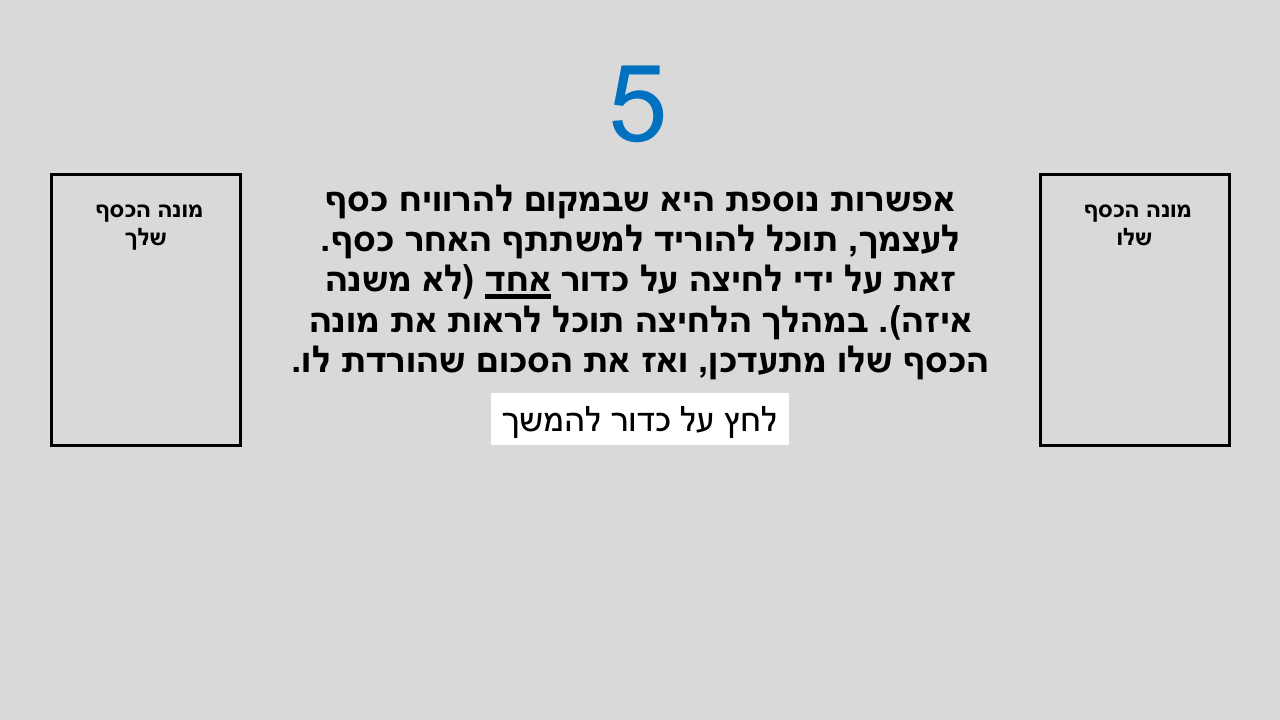 5
מונה הכסף
שלו
אפשרות נוספת היא שבמקום להרוויח כסף
לעצמך, תוכל להוריד למשתתף האחר כסף.
זאת על ידי לחיצה על כדור אחד (לא משנה
איזה). במהלך הלחיצה תוכל לראות את מונה
הכסף שלו מתעדכן, ואז את הסכום שהורדת לו.
לחץ על כדור להמשך
מונה הכסף
שלך